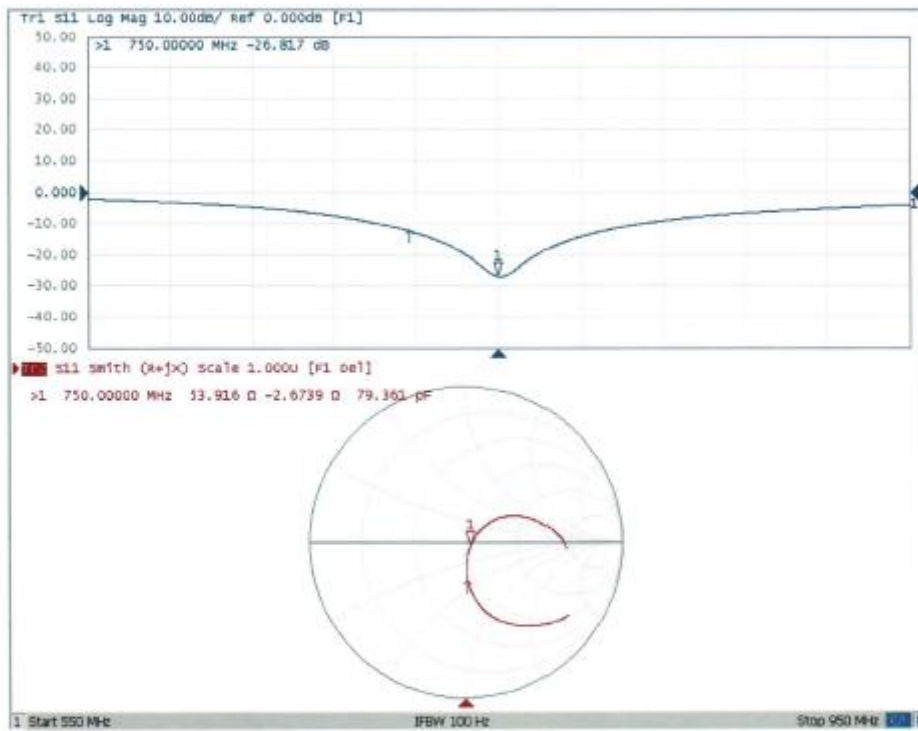 Tr1 S11 Log Mag 10.00dB/ Ref 0.000dB [F1]
50.00
>1 750.00000 MHz -26.817 dB
40.00
30.00
20.00
10.00
0.000
1
-10.00
1
-20.00
-30.00
-40.00
-50.00
S11 Smith (R+jX) Scale 1.000U [F1 Del]
>1 750.00000 MHz 53.916 Ω -2.6739 Ω 79.361 pF
1
1 Start 550 MHz
IFBW 100 Hz
Stop 950 MHz